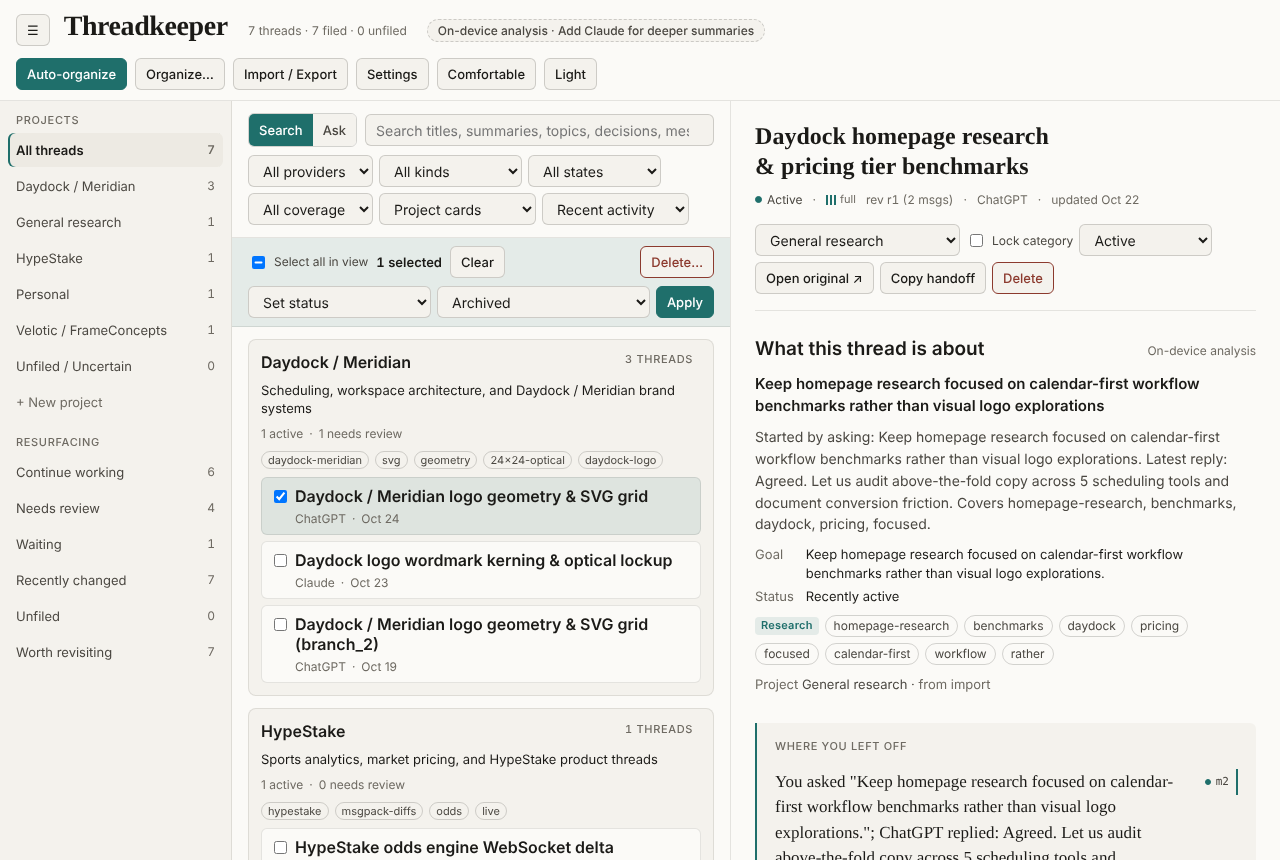 ☰ Threadkeeper 7 threads · 7 filed · 0 unfiled On-device analysis · Add Claude for deeper summaries
Auto-organize Organize... Import / Export Settings Comfortable Light
PROJECTS
All threads 7
Daydock / Meridian 3
General research 1
HypeStake 1
Personal 1
Velotic / FrameConcepts 1
Unfiled / Uncertain 0
+ New project
RESURFACING
Continue working 6
Needs review 4
Waiting 1
Recently changed 7
Unfiled 0
Worth revisiting 7
Search Ask Search titles, summaries, topics, decisions, mes
All providers All kinds All states
All coverage Project cards Recent activity
Select all in view 1 selected Clear Delete...
Set status Archived Apply
Daydock / Meridian 3 THREADS
Scheduling, workspace architecture, and Daydock / Meridian brand
systems
1 active · 1 needs review
daydock-meridian svg geometry 24×24-optical daydock-logo
Daydock / Meridian logo geometry & SVG grid
ChatGPT · Oct 24
Daydock logo wordmark kerning & optical lockup
Claude · Oct 23
Daydock / Meridian logo geometry & SVG grid
(branch_2)
ChatGPT · Oct 19
HypeStake 1 THREADS
Sports analytics, market pricing, and HypeStake product threads
1 active · 0 needs review
hypestake msgpack-diffs odds live
HypeStake odds engine WebSocket delta
Daydock homepage research
& pricing tier benchmarks
Active · full rev r1 (2 msgs) · ChatGPT · updated Oct 22
General research Lock category Active
Open original ↗ Copy handoff Delete
What this thread is about On-device analysis
Keep homepage research focused on calendar-first workflow
benchmarks rather than visual logo explorations
Started by asking: Keep homepage research focused on calendar-first
workflow benchmarks rather than visual logo explorations. Latest reply:
Agreed. Let us audit above-the-fold copy across 5 scheduling tools and
document conversion friction. Covers homepage-research, benchmarks,
daydock, pricing, focused.
Goal Keep homepage research focused on calendar-first workflow
benchmarks rather than visual logo explorations.
Status Recently active
Research homepage-research benchmarks daydock pricing
focused calendar-first workflow rather
Project General research · from import
WHERE YOU LEFT OFF
You asked "Keep homepage research focused on calendar- m2
first workflow benchmarks rather than visual logo
explorations."; ChatGPT replied: Agreed. Let us audit
above-the-fold copy across 5 scheduling tools and